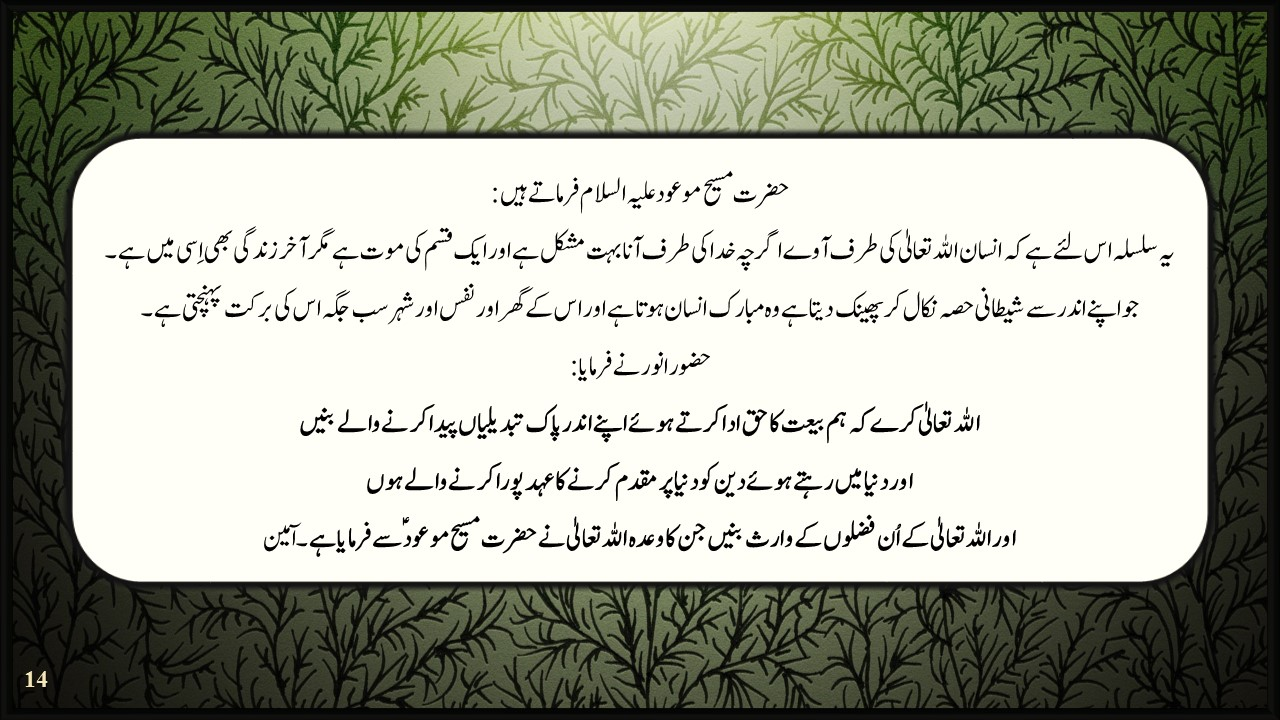 حضرت مسیح موعود علیہ السلام فرماتے ہیں:
یہ سلسلہ اس لئے ہے کہ انسان اللہ تعالیٰ کی طرف آوے اگرچہ خدا کی طرف آنا بہت مشکل ہے اور ایک قسم کی موت ہے مگر آخر زندگی بھی اِسی میں ہے۔
جو اپنے اندر سے شیطانی حصہ نکال کر پھینک دیتا ہے وہ مبارک انسان ہوتا ہے اور اس کے گھر اور نفس اور شہر سب جگہ اس کی برکت پہنچتی ہے۔
حضور انور نے فرمایا:
اللہ تعالیٰ کرے کہ ہم بیعت کا حق ادا کرتے ہوئے اپنے اندر پاک تبدیلیاں پیدا کرنے والے بنیں
اور دنیا میں رہتے ہوئے دین کو دنیا پر مقدم کرنے کا عہد پورا کرنے والے ہوں
اور اللہ تعالیٰ کے اُن فضلوں کے وارث بنیں جن کا وعدہ اللہ تعالیٰ نے حضرت مسیح موعودؑ سے فرمایا ہے۔ آمین
14